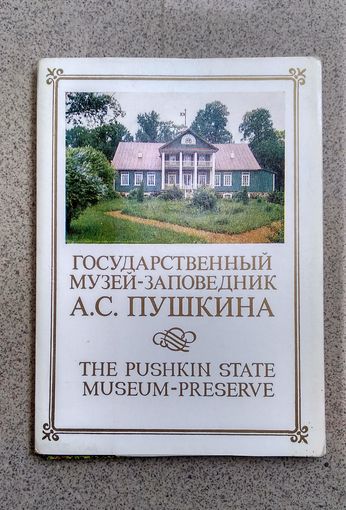 ГОСУДАРСТВЕННЫЙ
МУЗЕЙ-ЗАПОВЕДНИК
А.С. ПУШКИНА
THE PUSHKIN STATE
MUSEUM-PRESERVE